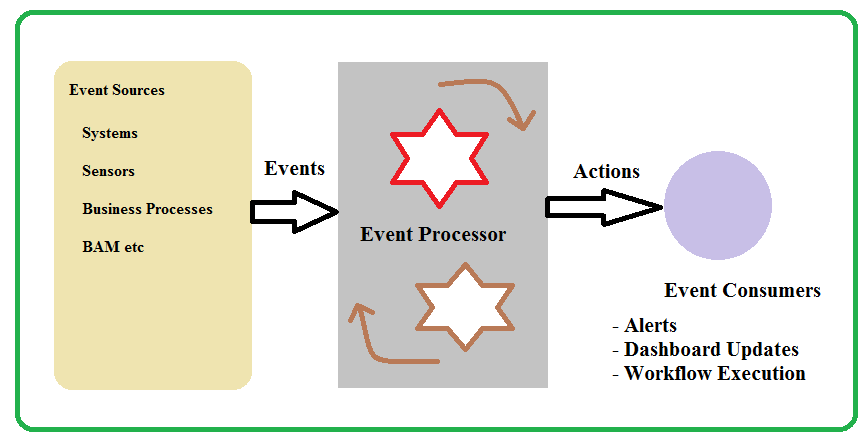 Event Sources
Systems
Sensors
Business Processes
BAM etc
Events
Event Processor
Actions
Event Consumers
- Alerts
- Dashboard Updates
- Workflow Execution